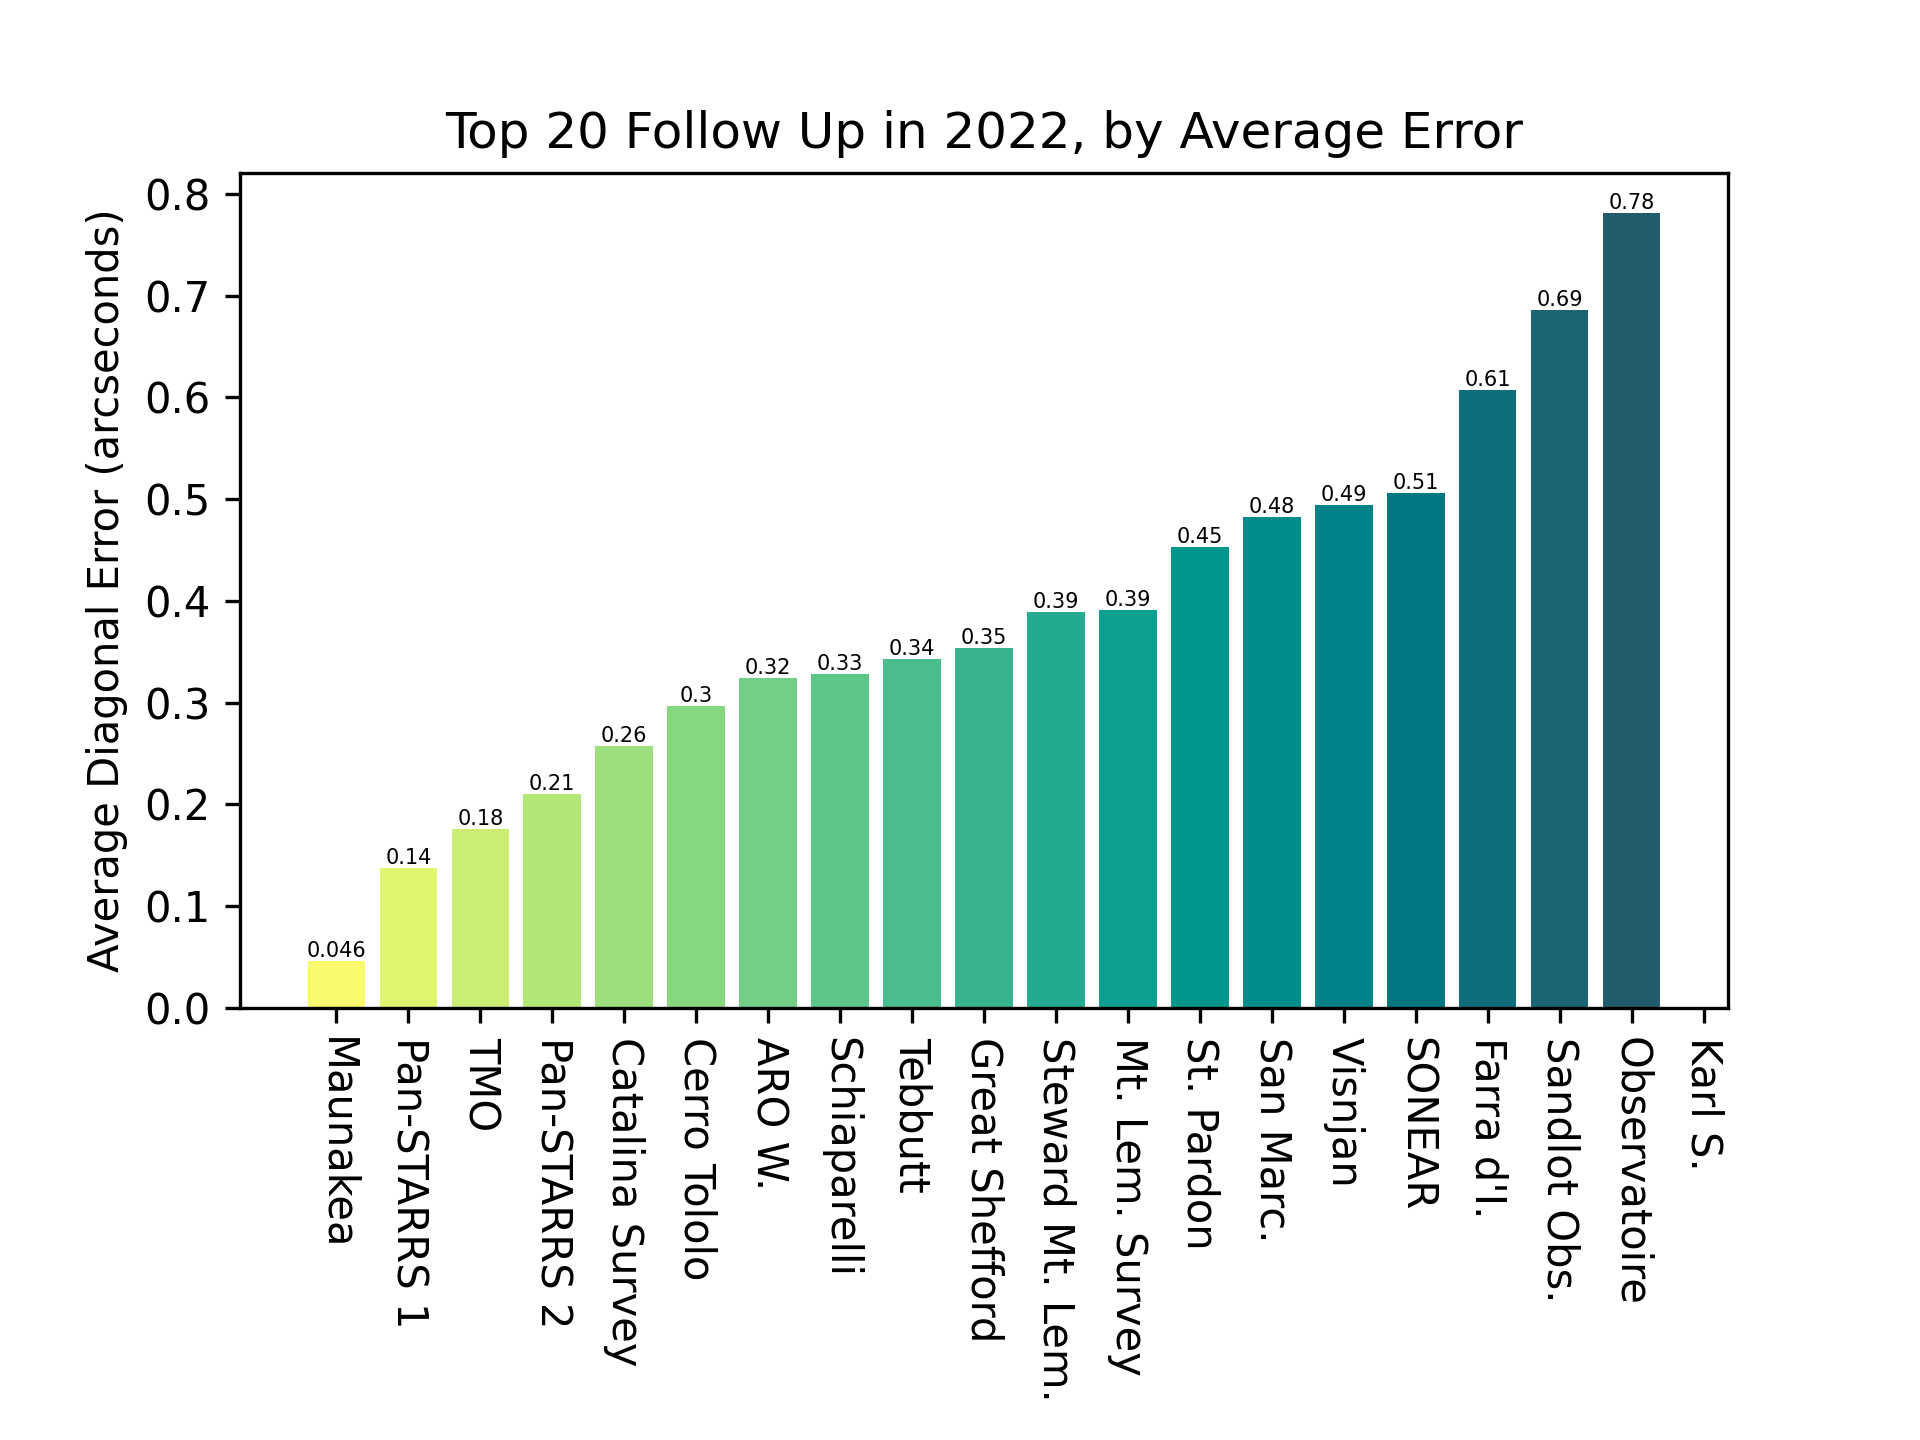 Top 20 Follow Up in 2022, by Average Error
Average Diagonal Error (arcseconds)
0.8
0.7
0.6
0.5
0.4
0.3
0.2
0.1
0.0
0.046
0.14
0.18
0.21
0.26
0.3
0.32
0.33
0.34
0.35
0.39
0.39
0.45
0.48
0.49
0.51
0.61
0.69
0.78
Maunakea
Pan-STARRS 1
TMO
Pan-STARRS 2
Catalina Survey
Cerro Tololo
ARO W.
Schiaparelli
Tebbutt
Great Shefford
Steward Mt. Lem.
Mt. Lem. Survey
St. Pardon
San Marc.
Visnjan
SONEAR
Farra d'I.
Sandlot Obs.
Observatoire
Karl S.